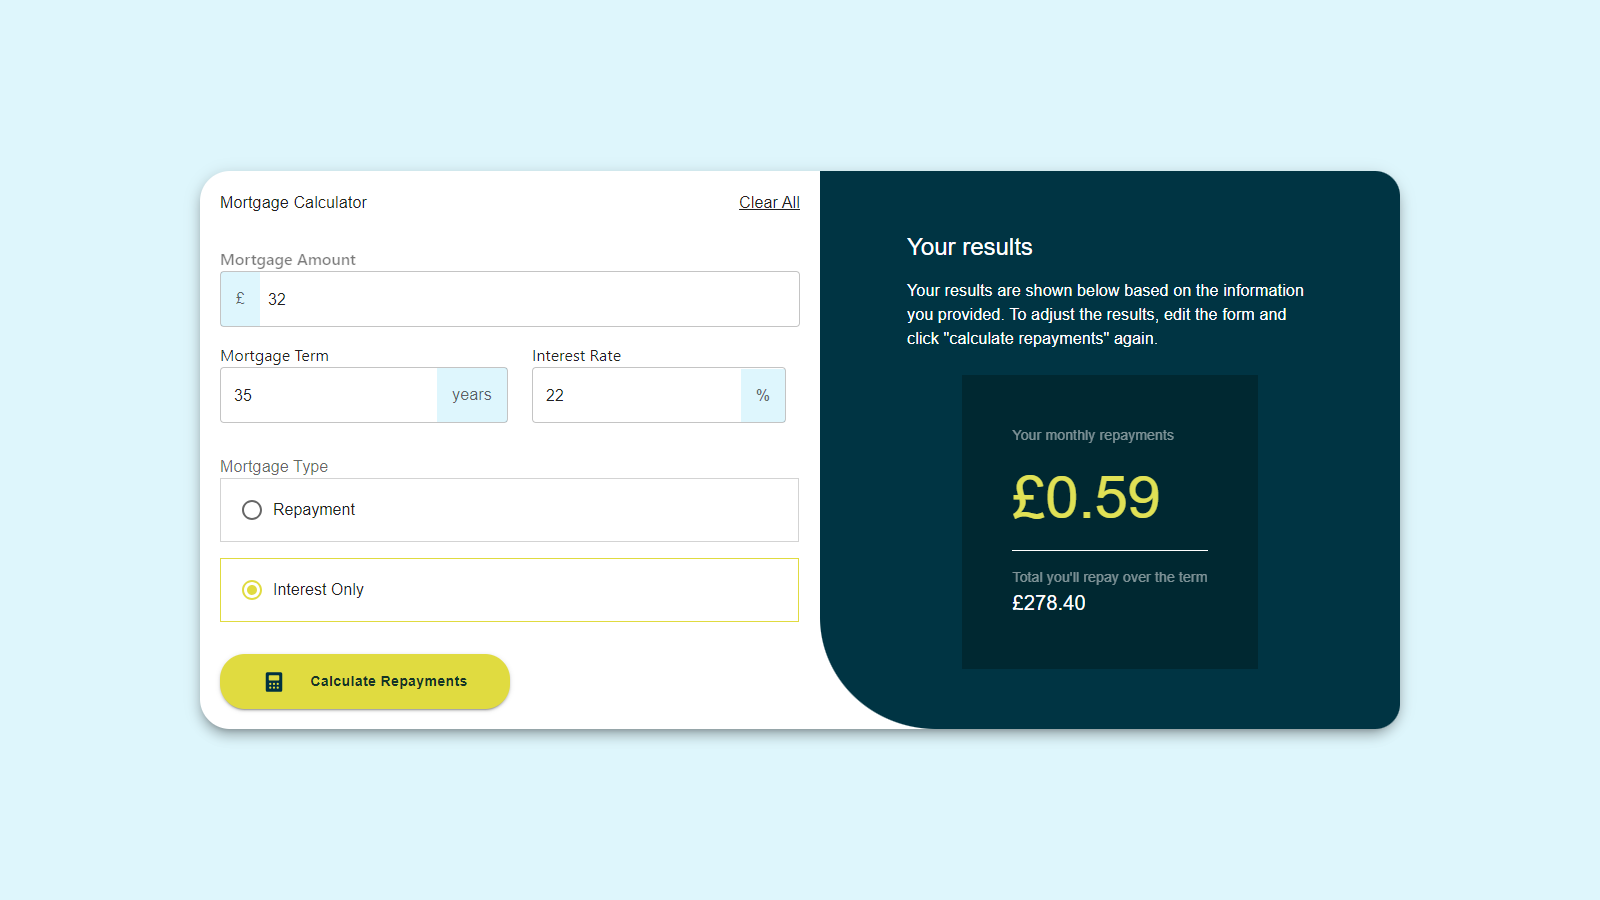 Mortgage Calculator
Clear All
Mortgage Amount
£ 32
Mortgage Term
35 years
Interest Rate
22 %
Mortgage Type
Repayment
Interest Only
Calculate Repayments
Your results
Your results are shown below based on the information
you provided. To adjust the results, edit the form and
click "calculate repayments" again.
Your monthly repayments
£0.59
Total you'll repay over the term
£278.40